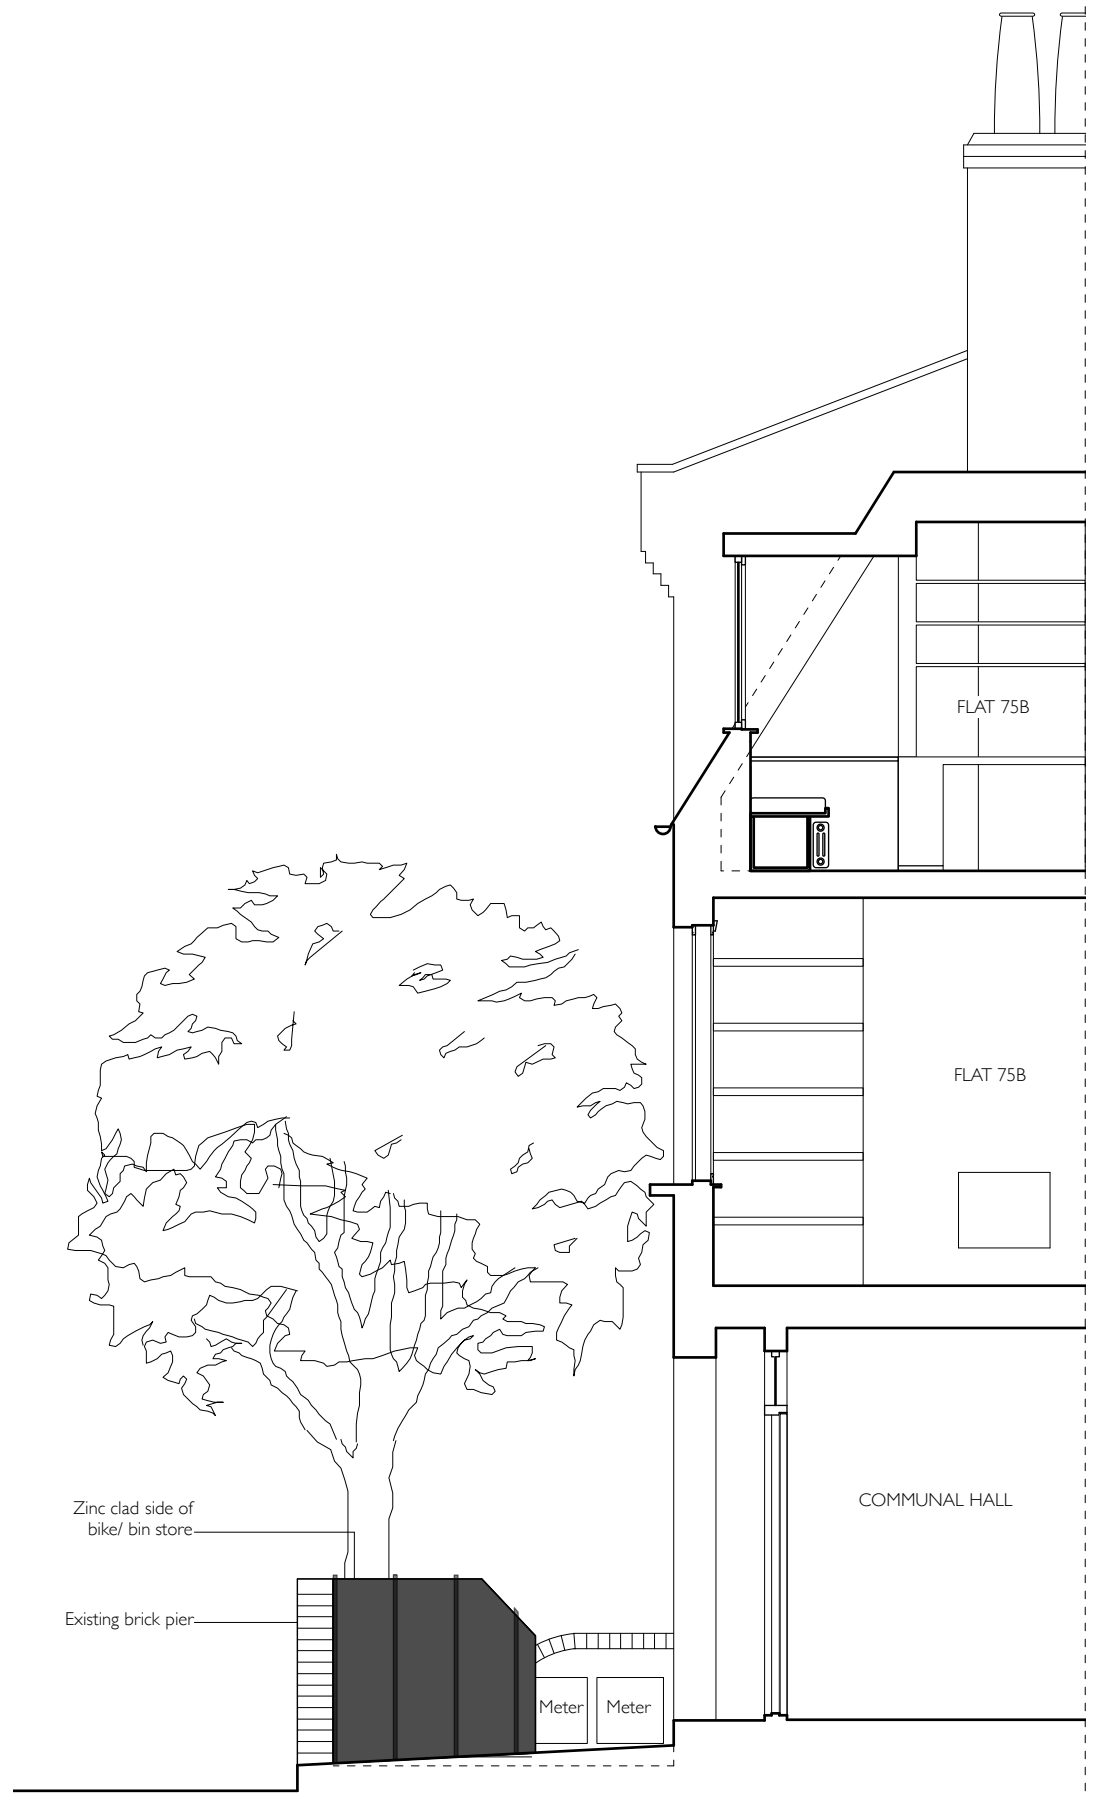 FLAT 75B
FLAT 75B
COMMUNAL HALL
Zinc clad side of
bike/ bin store
Existing brick pier
Meter
Meter